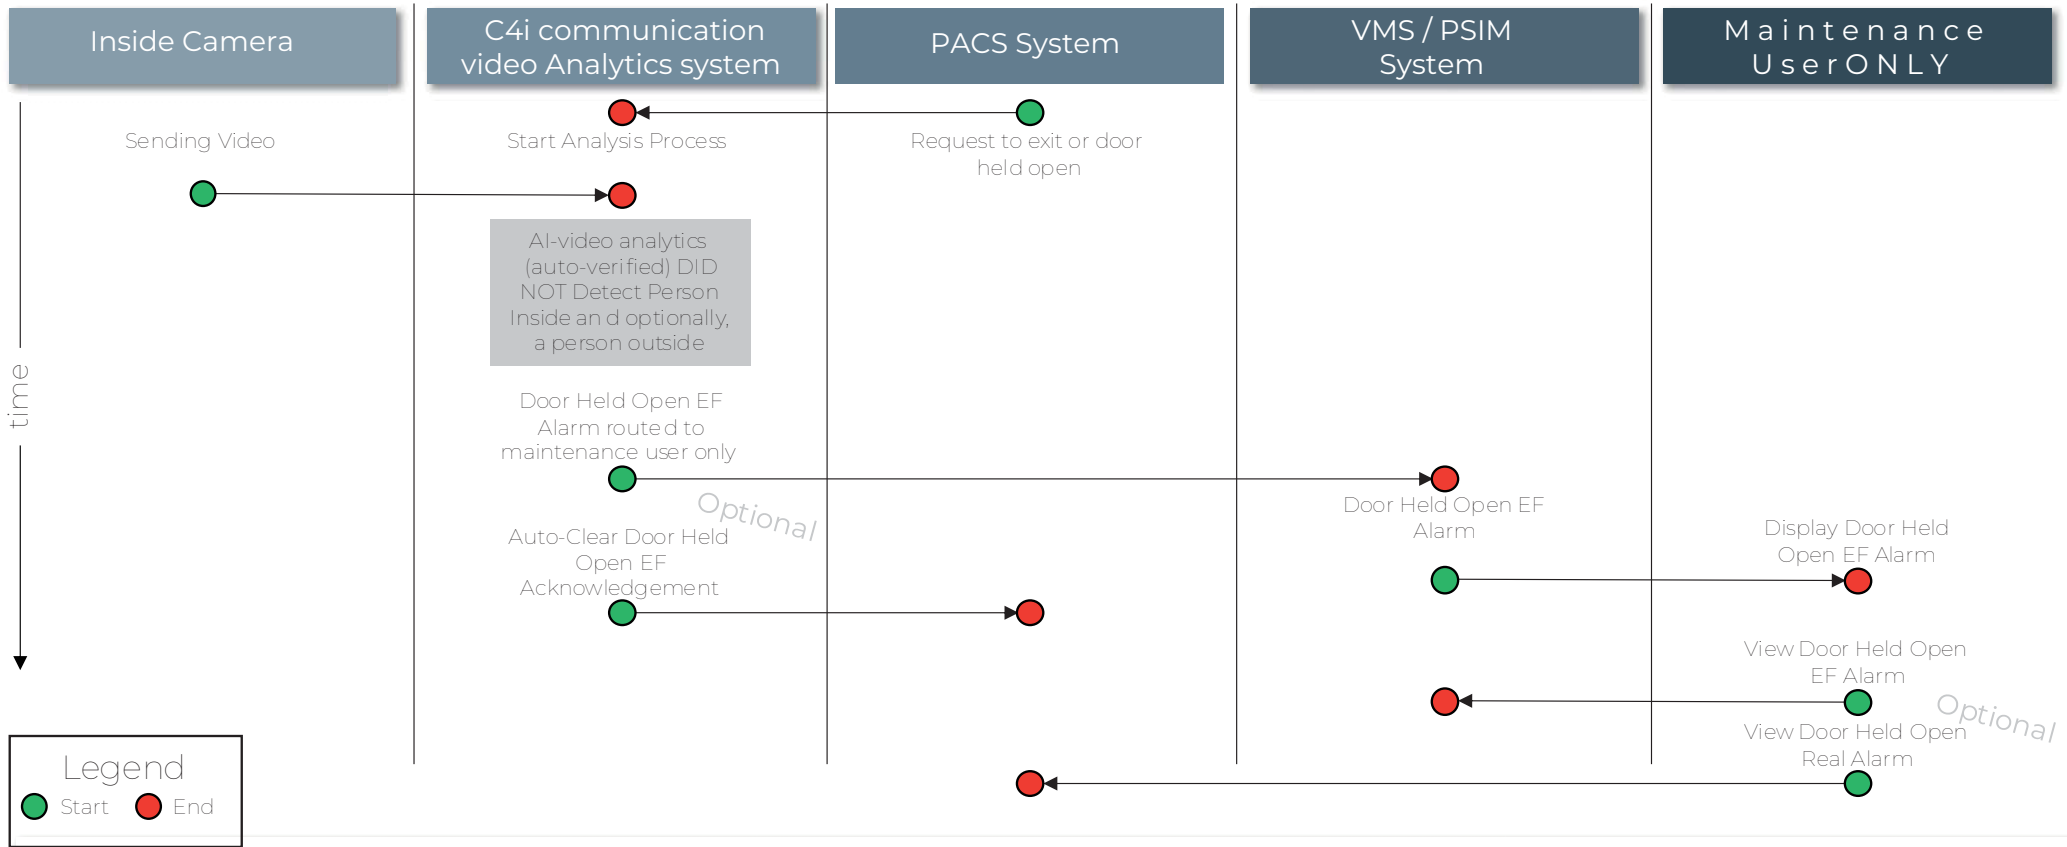 Inside Camera
C4i communication
video Analytics system
PACS System
VMS / PSIM
System
Maintenance
UserONLY
Sending Video
Start Analysis Process
Request to exit or door
held open
AI-video analytics
(auto-verified) DID
NOT Detect Person
Inside and optionally,
a person outside
time
Door Held Open EF
Alarm routed to
maintenance user only
Optional
Door Held Open EF
Alarm
Auto-Clear Door Held
Open EF
Acknowledgement
Display Door Held
Open EF Alarm
View Door Held Open
EF Alarm
Optional
View Door Held Open
Real Alarm
Legend
Start
End